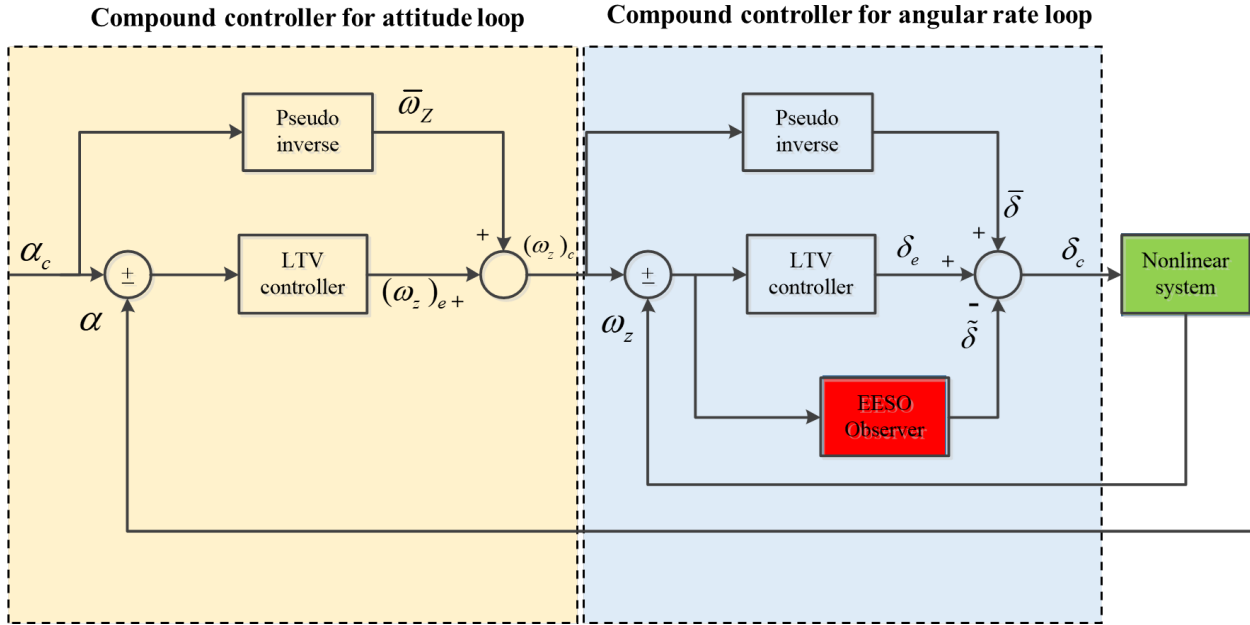 Compound controller for attitude loop
Compound controller for angular rate loop
Pseudo
inverse
ω̅_Z
Pseudo
inverse
δ̅
α_c
±
LTV
controller
(ω_z)_e
+
+
(ω_z)_c
±
LTV
controller
δ_e
+
+
δ_c
Nonlinear
system
α
ω_z
-
δ̃
EESO
Observer